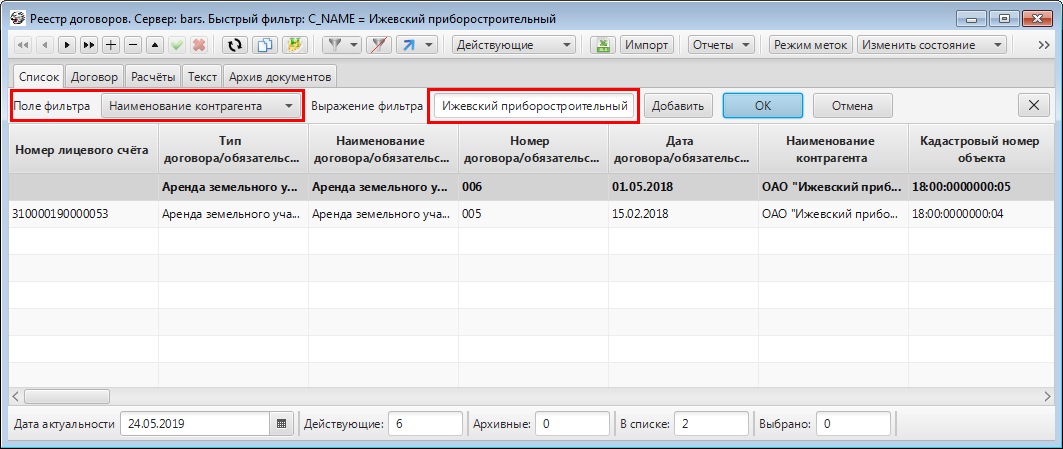 Реестр договоров. Сервер: bars. Быстрый фильтр: C_NAME = Ижевский приборостроительный
Действующие Импорт Отчеты Режим меток Изменить состояние
Список Договор Расчёты Текст Архив документов
Поле фильтра Наименование контрагента Выражение фильтра Ижевский приборостроительный Добавить OK Отмена
Номер лицевого счёта Тип договора/обязательс... Наименование договора/обязательс... Номер договора/обязательс... Дата договора/обязательс... Наименование контрагента Кадастровый номер объекта
Аренда земельного у... Аренда земельного у... 006 01.05.2018 ОАО "Ижевский приб... 18:00:0000000:05
310000190000053 Аренда земельного уча... Аренда земельного уча... 005 15.02.2018 ОАО "Ижевский прибо... 18:00:0000000:04
Дата актуальности 24.05.2019 Действующие: 6 Архивные: 0 В списке: 2 Выбрано: 0